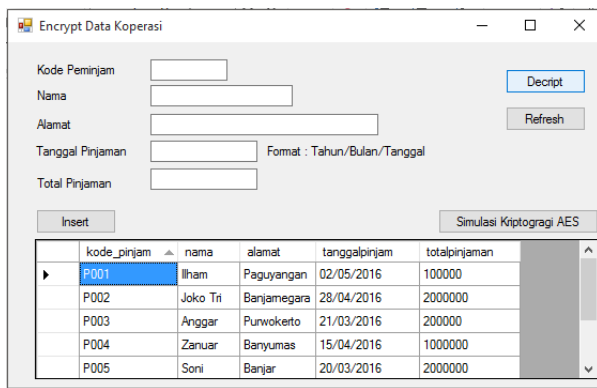 Encrypt Data Koperasi
Kode Peminjam
Decript
Nama
Alamat
Refresh
Tanggal Pinjaman Format : Tahun/Bulan/Tanggal
Total Pinjaman
Insert Simulasi Kriptogragi AES
kode_pinjam nama alamat tanggalpinjam totalpinjaman
P001 Ilham Paguyangan 02/05/2016 100000
P002 Joko Tri Banjarnegara 28/04/2016 2000000
P003 Anggar Purwokerto 21/03/2016 200000
P004 Zanuar Banyumas 15/04/2016 1000000
P005 Soni Banjar 20/03/2016 2000000